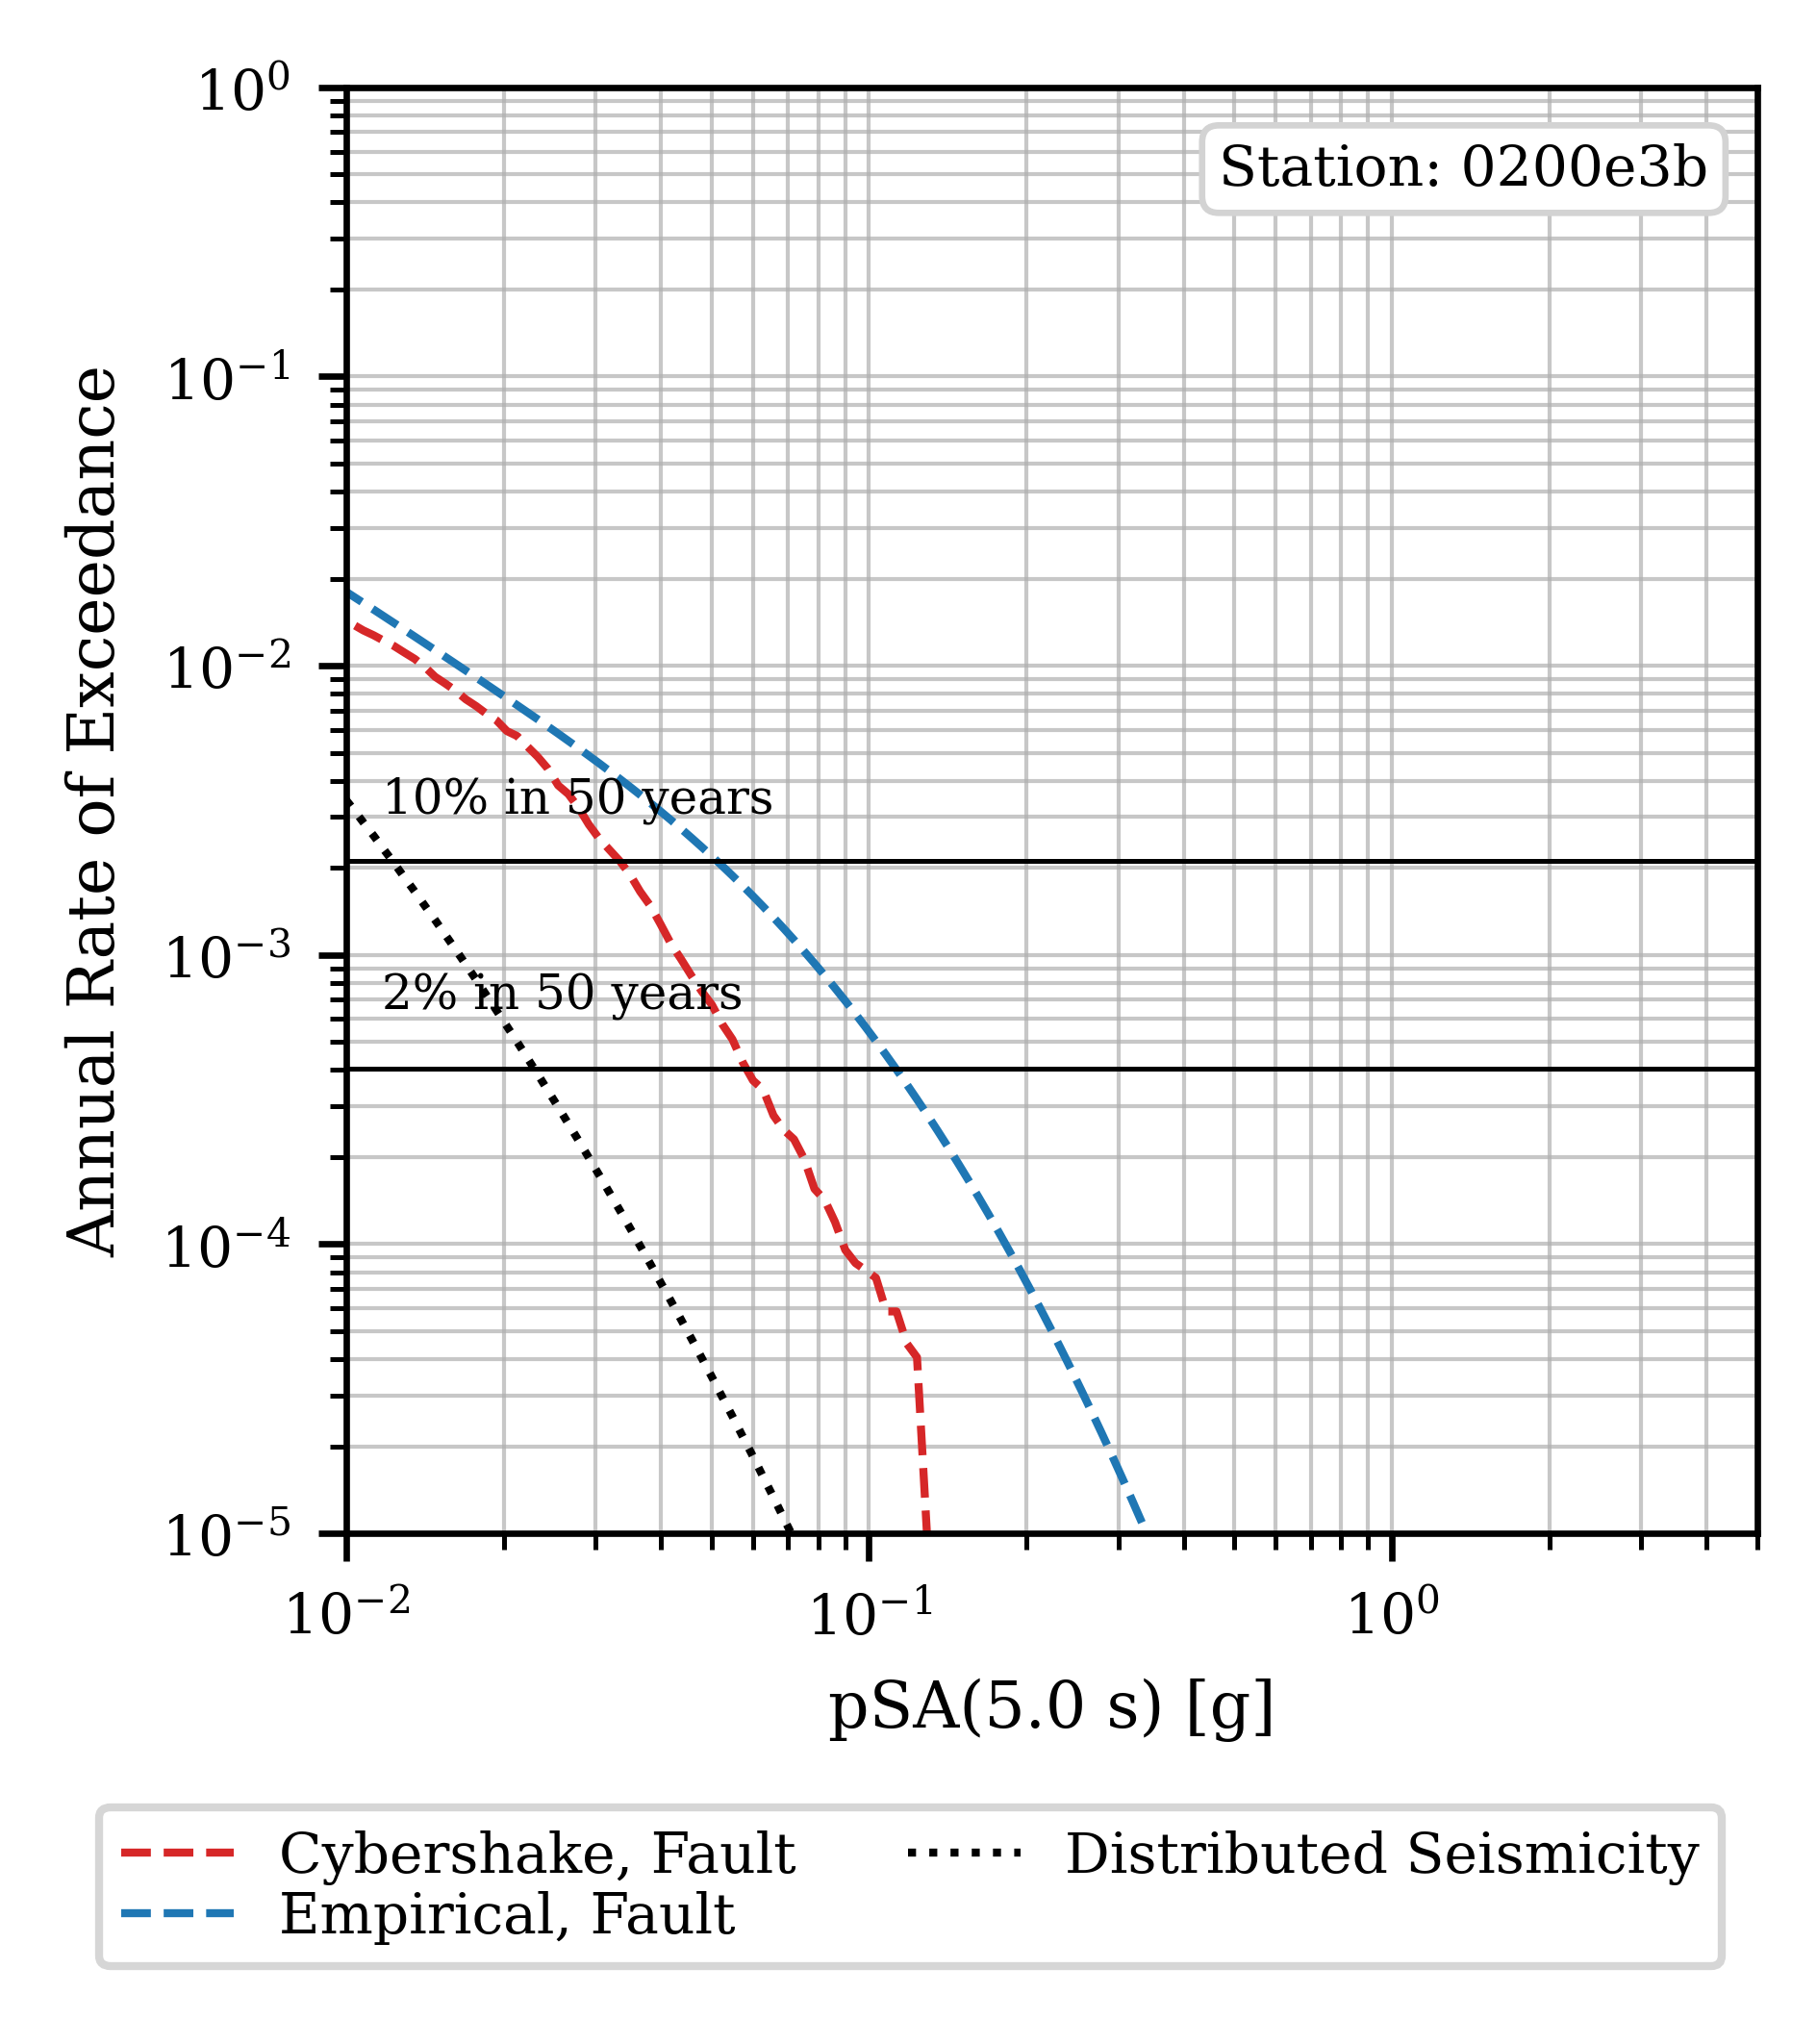 10⁰
Station: 0200e3b
10⁻¹
10⁻²
10% in 50 years
10⁻³
2% in 50 years
10⁻⁴
10⁻⁵
Annual Rate of Exceedance
10⁻²
10⁻¹
10⁰
pSA(5.0 s) [g]
Cybershake, Fault
Empirical, Fault
Distributed Seismicity